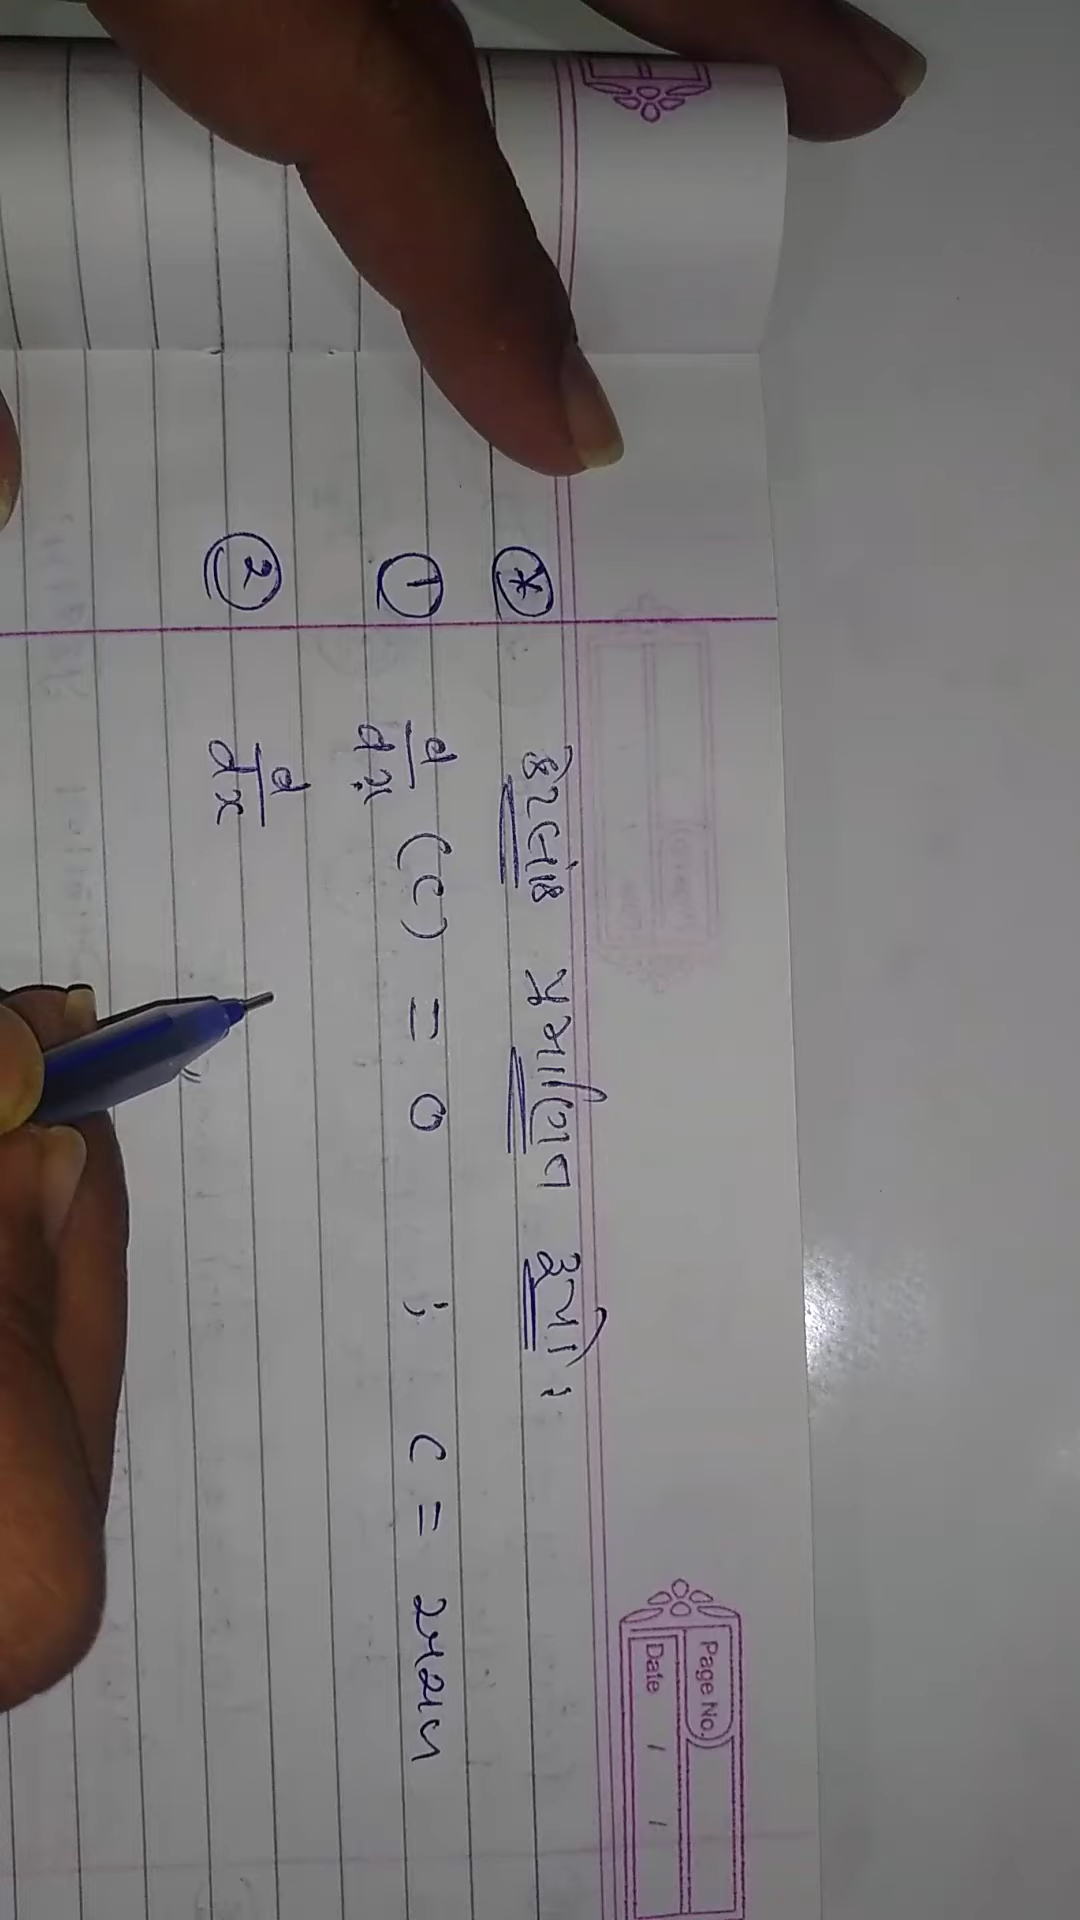 Page No.
Date / /
* કેટલાંક પ્રમાણિત રૂપો :
1 d/dx (c) = 0 ; c = અચળ
2 d/dx